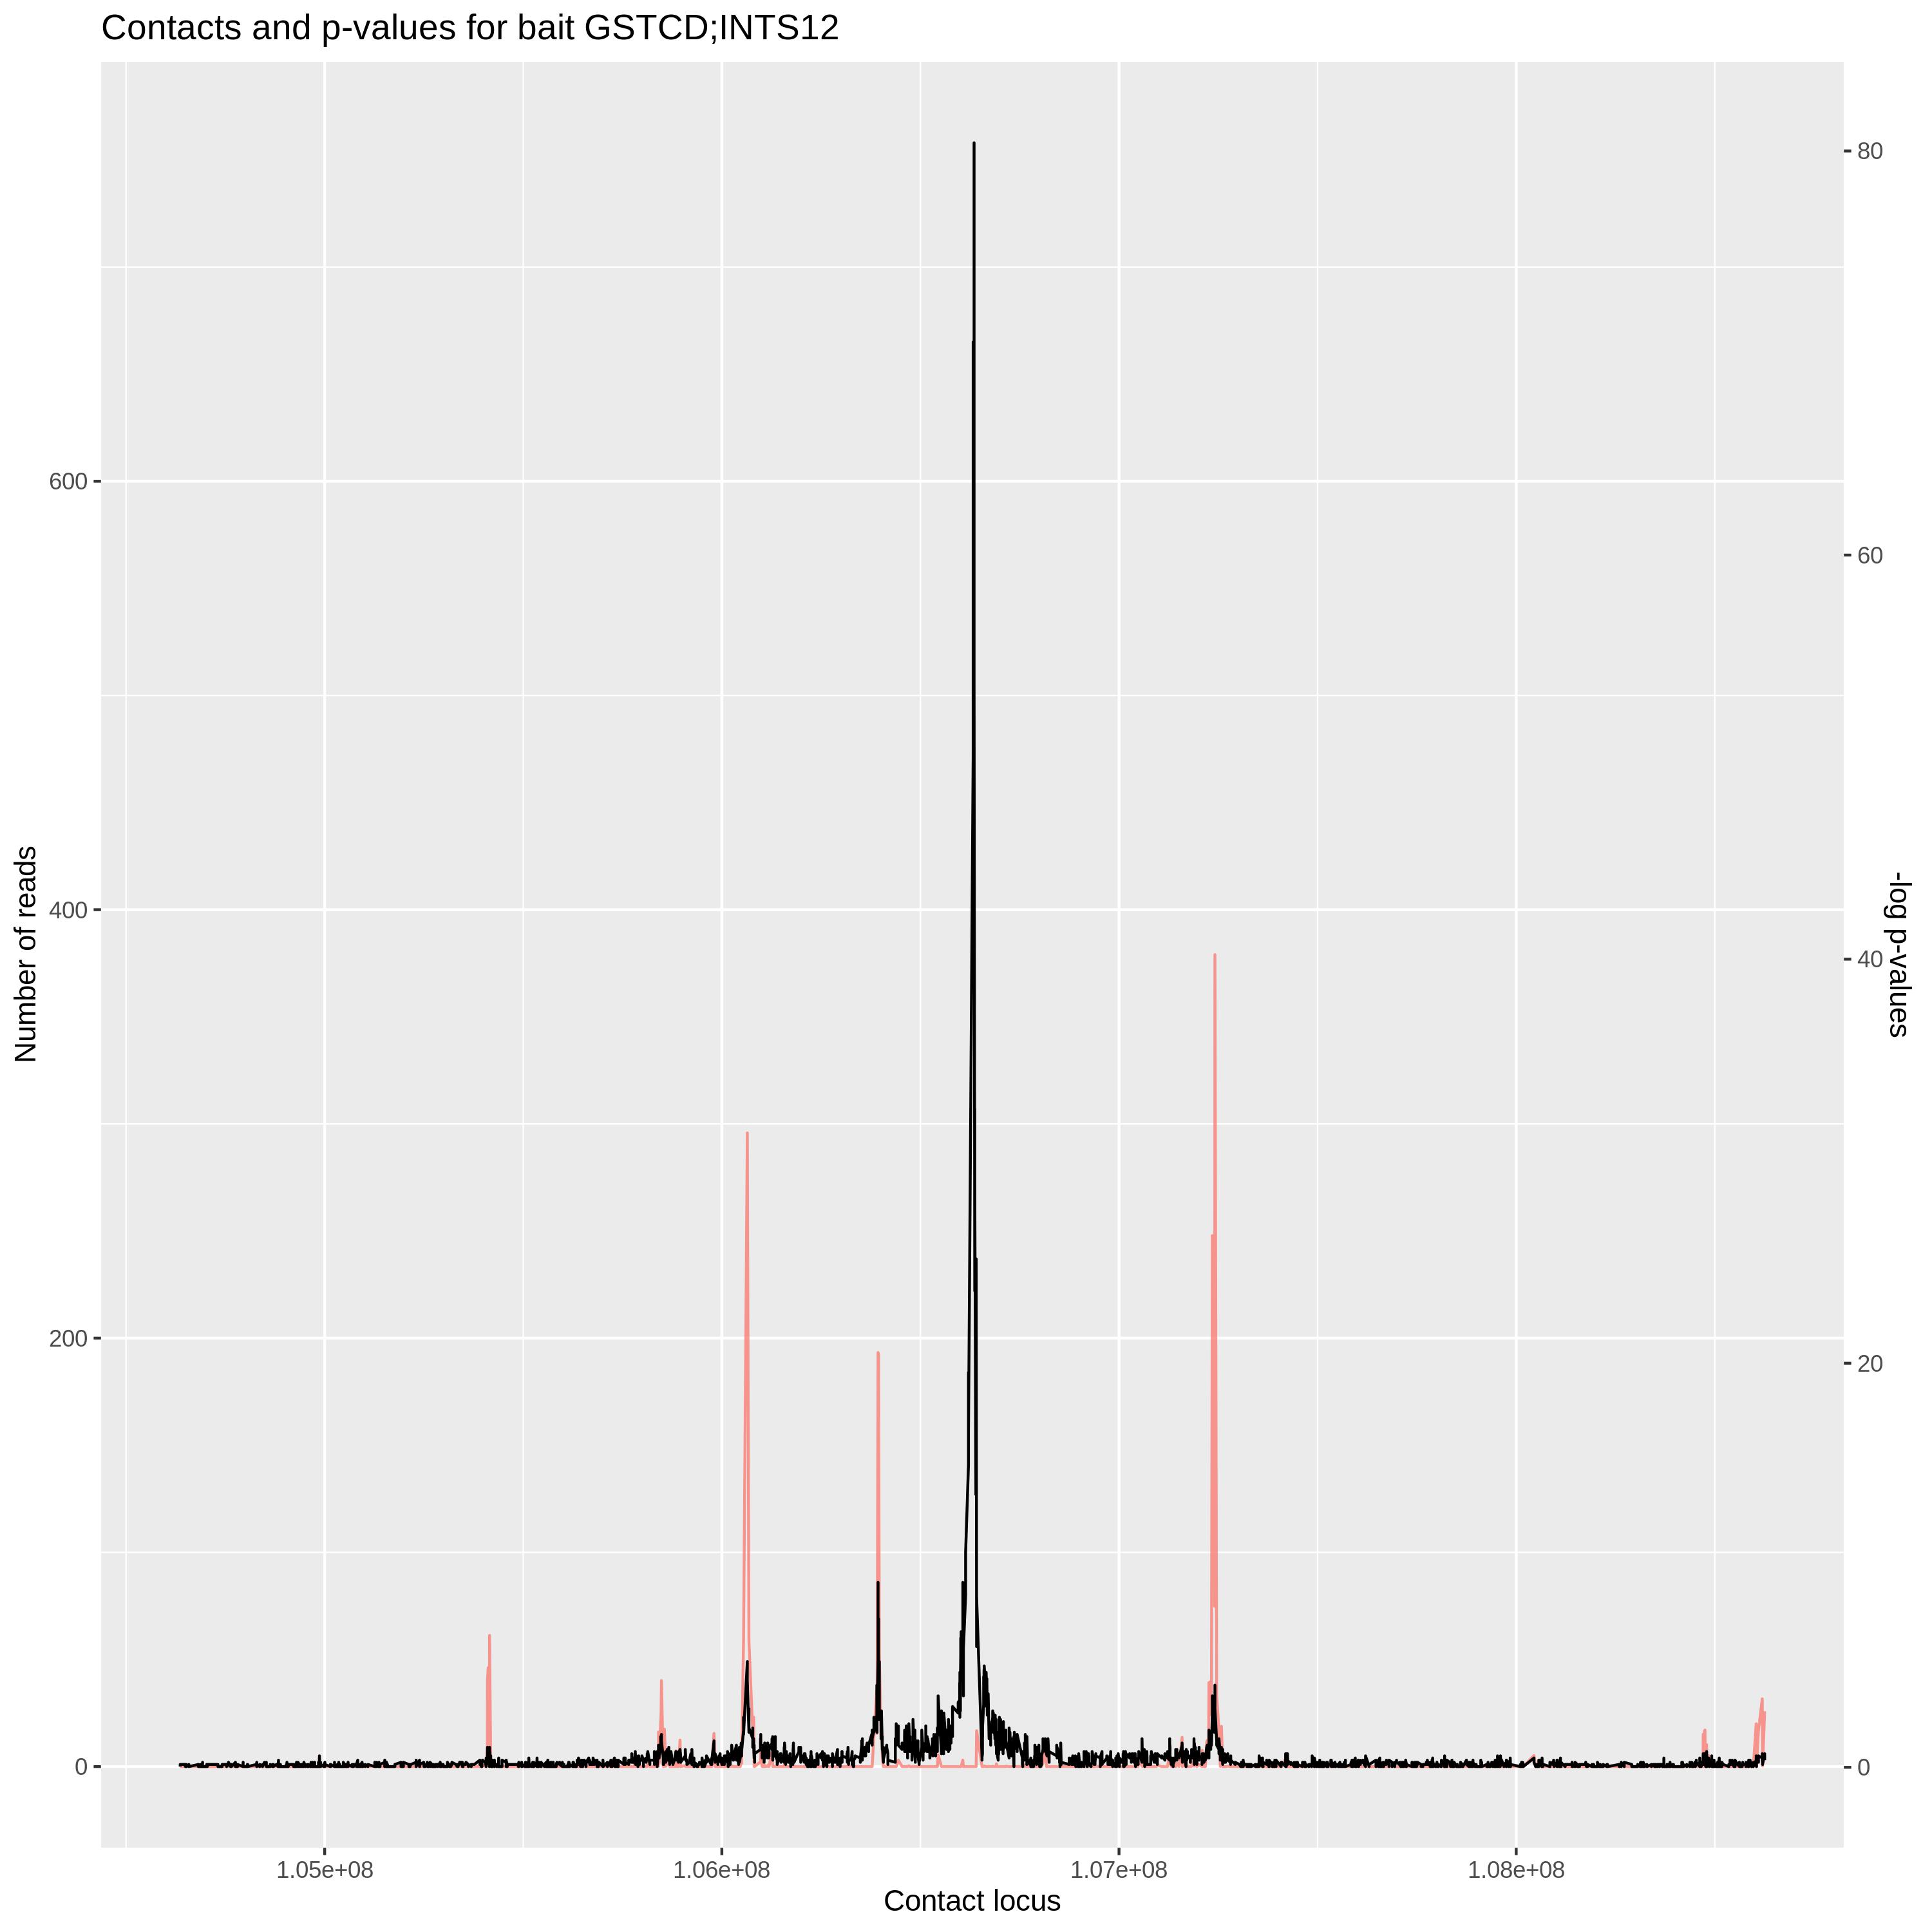 Contacts and p-values for bait GSTCD;INTS12
Number of reads
600
400
200
0
80
60
40
20
0
-log p-values
1.05e+08
1.06e+08
1.07e+08
1.08e+08
Contact locus